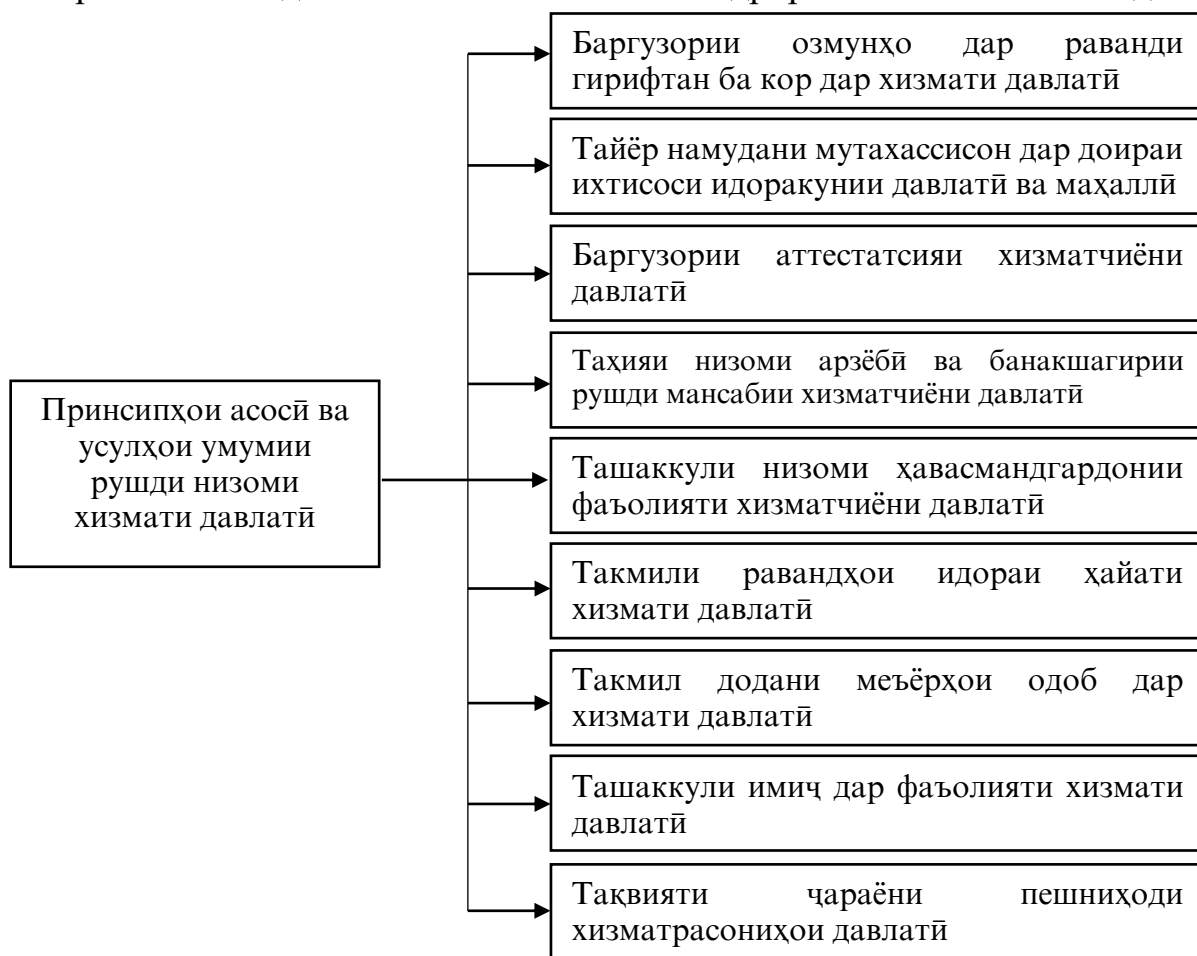 Баргузории озмунҳо дар раванди
гирифтан ба кор дар хизмати давлатӣ
Тайёр намудани мутахассисон дар доираи
ихтисоси идоракунии давлатӣ ва маҳаллӣ
Баргузории аттестатсияи хизматчиёни
давлатӣ
Таҳияи низоми арзёбӣ ва банакшагирии
рушди мансабии хизматчиёни давлатӣ
Принсипҳои асосӣ ва
усулҳои умумии
рушди низоми
хизмати давлатӣ
Ташаккули низоми ҳавасмандгардонии
фаъолияти хизматчиёни давлатӣ
Такмили равандҳои идораи ҳайати
хизмати давлатӣ
Такмил додани меъёрҳои одоб дар
хизмати давлатӣ
Ташаккули имиҷ дар фаъолияти хизмати
давлатӣ
Тақвияти ҷараёни пешниҳоди
хизматрасониҳои давлатӣ